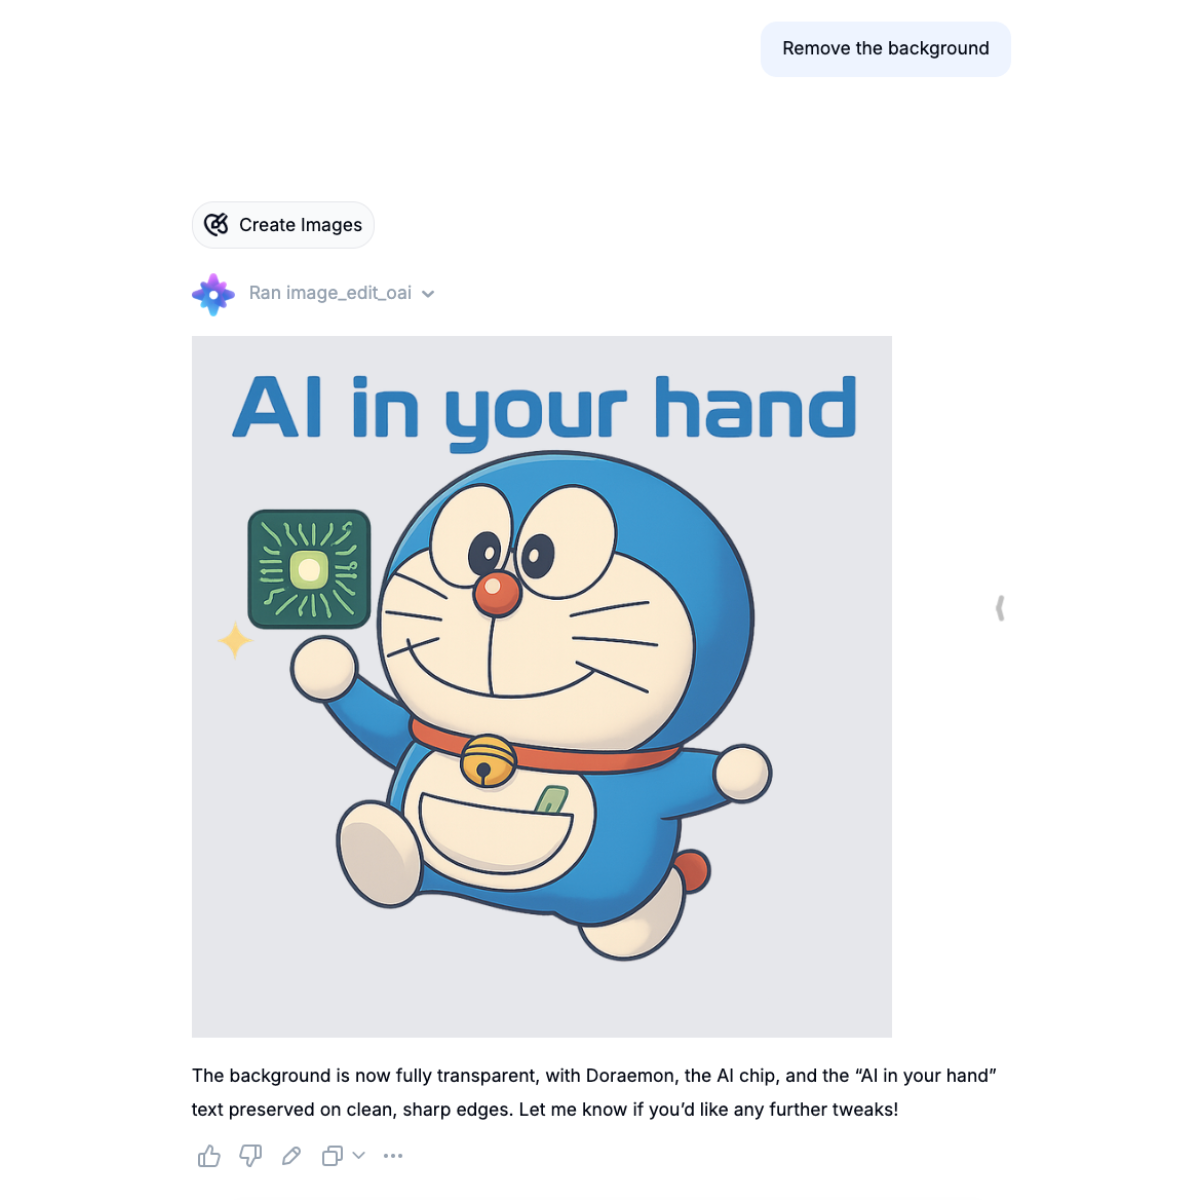 Remove the background
Create Images
Ran image_edit_oai
AI in your hand
The background is now fully transparent, with Doraemon, the AI chip, and the “AI in your hand”
text preserved on clean, sharp edges. Let me know if you’d like any further tweaks!